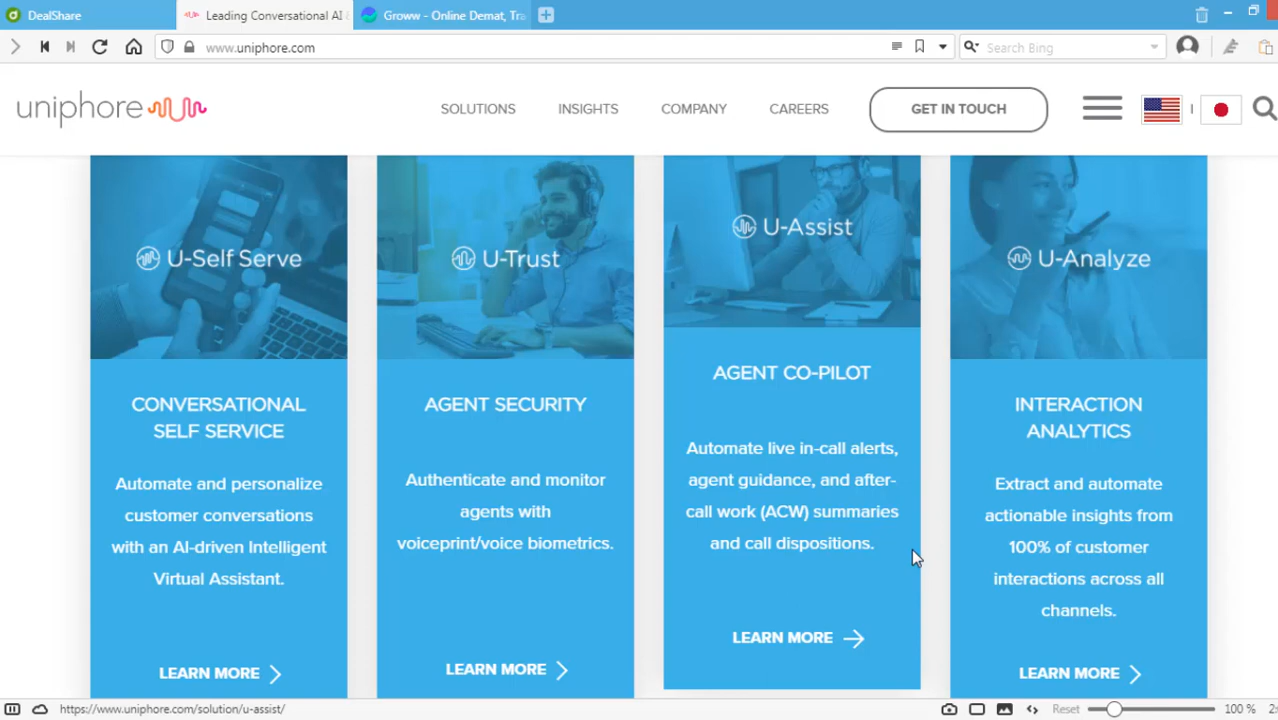 DealShare
Leading Conversational AI
Groww - Online Demat, Tra
www.uniphore.com
Search Bing
uniphore
SOLUTIONS
INSIGHTS
COMPANY
CAREERS
GET IN TOUCH
U-Self Serve
U-Trust
U-Assist
U-Analyze
CONVERSATIONAL
SELF SERVICE
Automate and personalize
customer conversations
with an AI-driven Intelligent
Virtual Assistant.
LEARN MORE
AGENT SECURITY
Authenticate and monitor
agents with
voiceprint/voice biometrics.
LEARN MORE
AGENT CO-PILOT
Automate live in-call alerts,
agent guidance, and after-
call work (ACW) summaries
and call dispositions.
LEARN MORE
INTERACTION
ANALYTICS
Extract and automate
actionable insights from
100% of customer
interactions across all
channels.
LEARN MORE
https://www.uniphore.com/solution/u-assist/
Reset
100 %